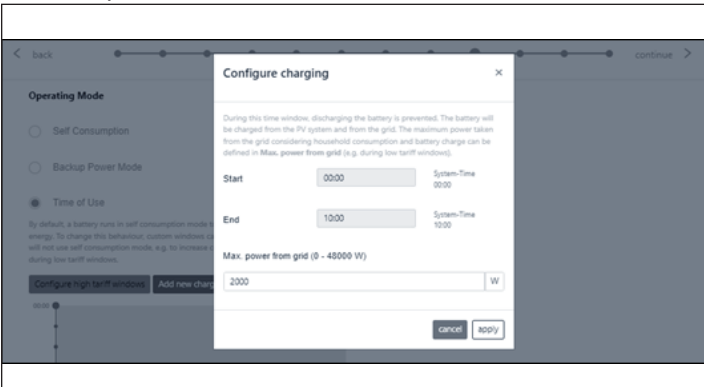 back
continue
Operating Mode
Self Consumption
Backup Power Mode
Time of Use
By default, a battery runs in self consumption mode
energy. To change this behaviour, custom windows
will not use self consumption mode, e.g. to increase
during low tariff windows.
Configure high tariff windows
Add new charg
00:00
Configure charging
×
During this time window, discharging the battery is prevented. The battery will
be charged from the PV system and from the grid. The maximum power taken
from the grid considering household consumption and battery charge can be
defined in Max. power from grid (e.g. during low tariff windows).
Start
00:00
System-Time
00:00
End
10:00
System-Time
10:00
Max. power from grid (0 - 48000 W)
2000
W
cancel
apply